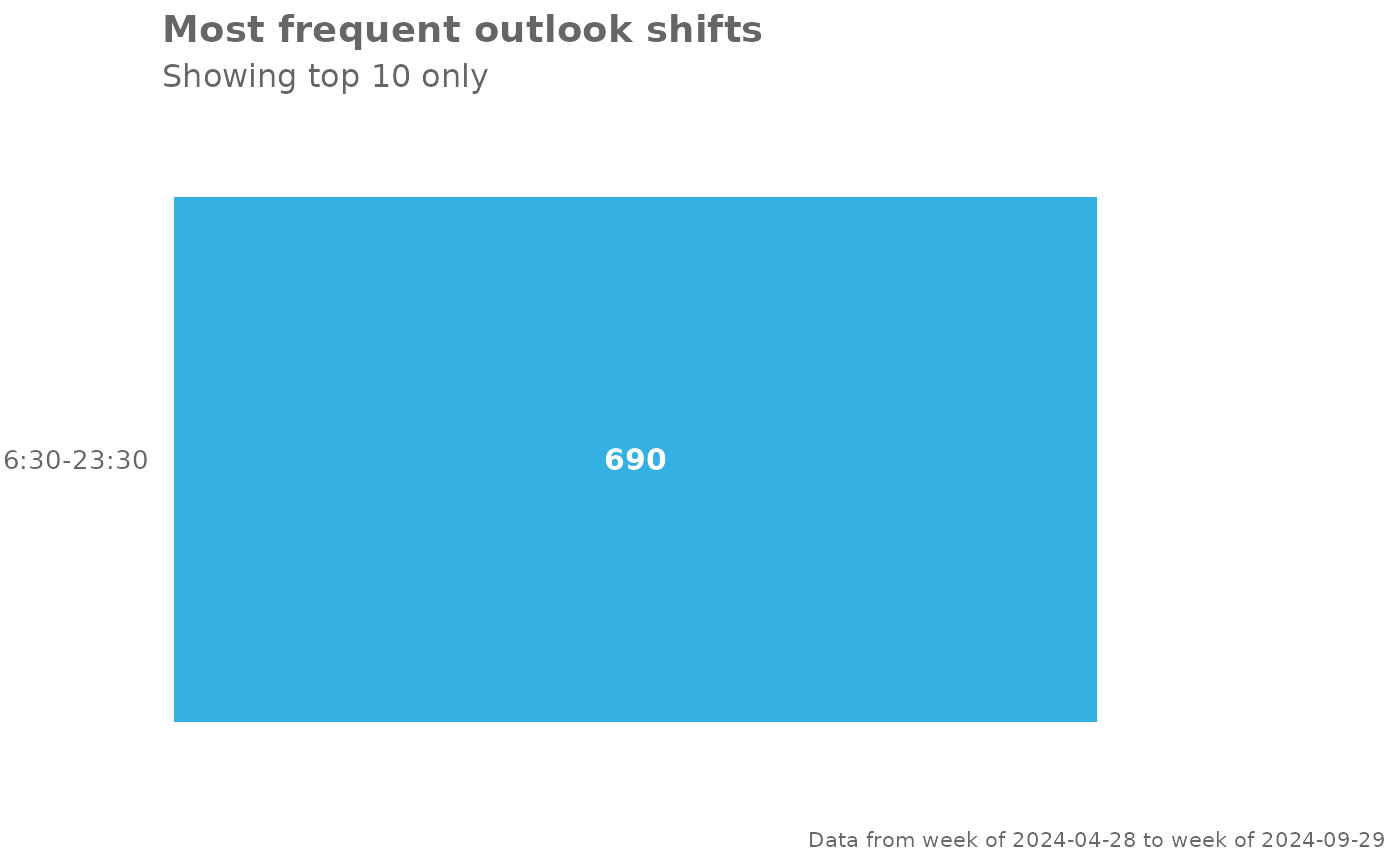 Most frequent outlook shifts
Showing top 10 only
6:30-23:30
690
Data from week of 2024-04-28 to week of 2024-09-29